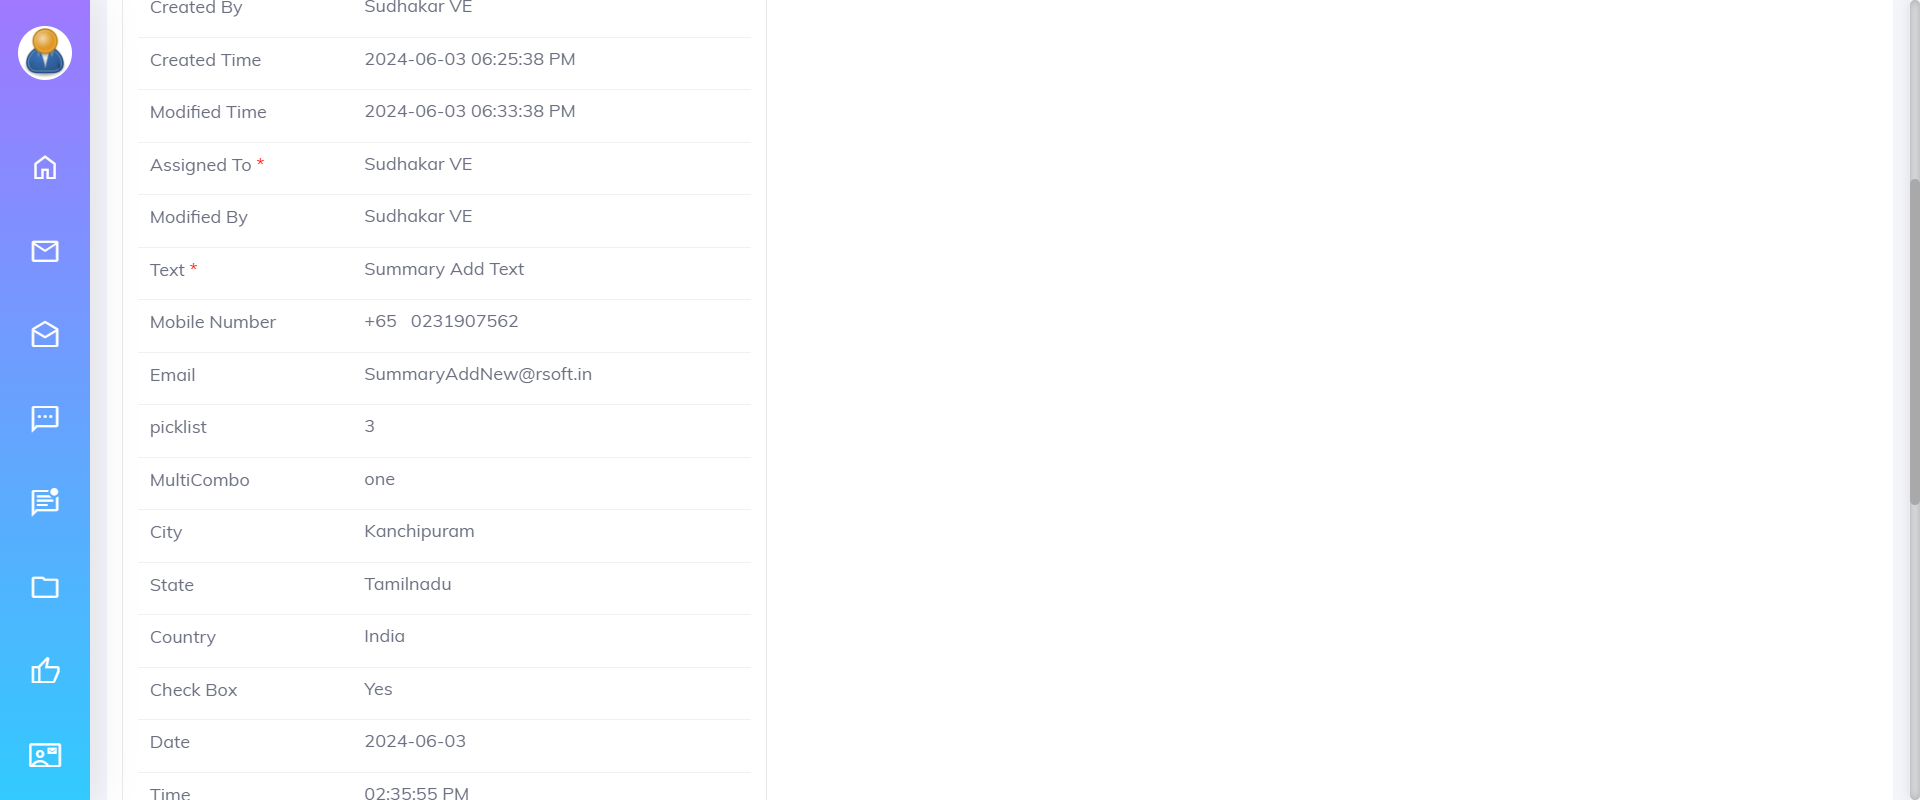 Created By Sudhakar VE
Created Time 2024-06-03 06:25:38 PM
Modified Time 2024-06-03 06:33:38 PM
Assigned To * Sudhakar VE
Modified By Sudhakar VE
Text * Summary Add Text
Mobile Number +65 0231907562
Email SummaryAddNew@rsoft.in
picklist 3
MultiCombo one
City Kanchipuram
State Tamilnadu
Country India
Check Box Yes
Date 2024-06-03
Time 02:35:55 PM